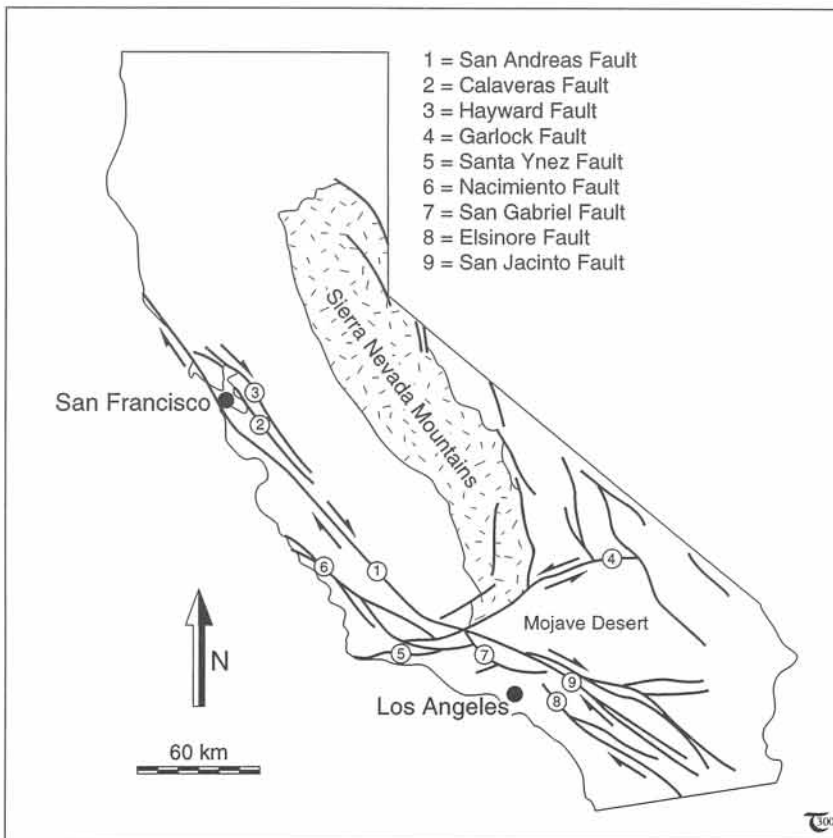 1 = San Andreas Fault
2 = Calaveras Fault
3 = Hayward Fault
4 = Garlock Fault
5 = Santa Ynez Fault
6 = Nacimiento Fault
7 = San Gabriel Fault
8 = Elsinore Fault
9 = San Jacinto Fault
Sierra Nevada Mountains
3
San Francisco
2
4
6
1
Mojave Desert
N
5
7
9
8
Los Angeles
60 km
300